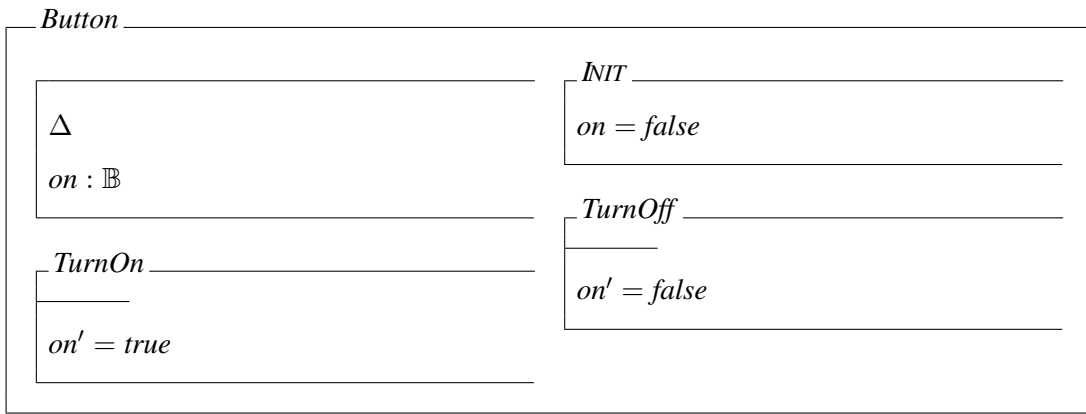 Button
Δ
on : 𝔹
TurnOn
on′ = true
INIT
on = false
TurnOff
on′ = false